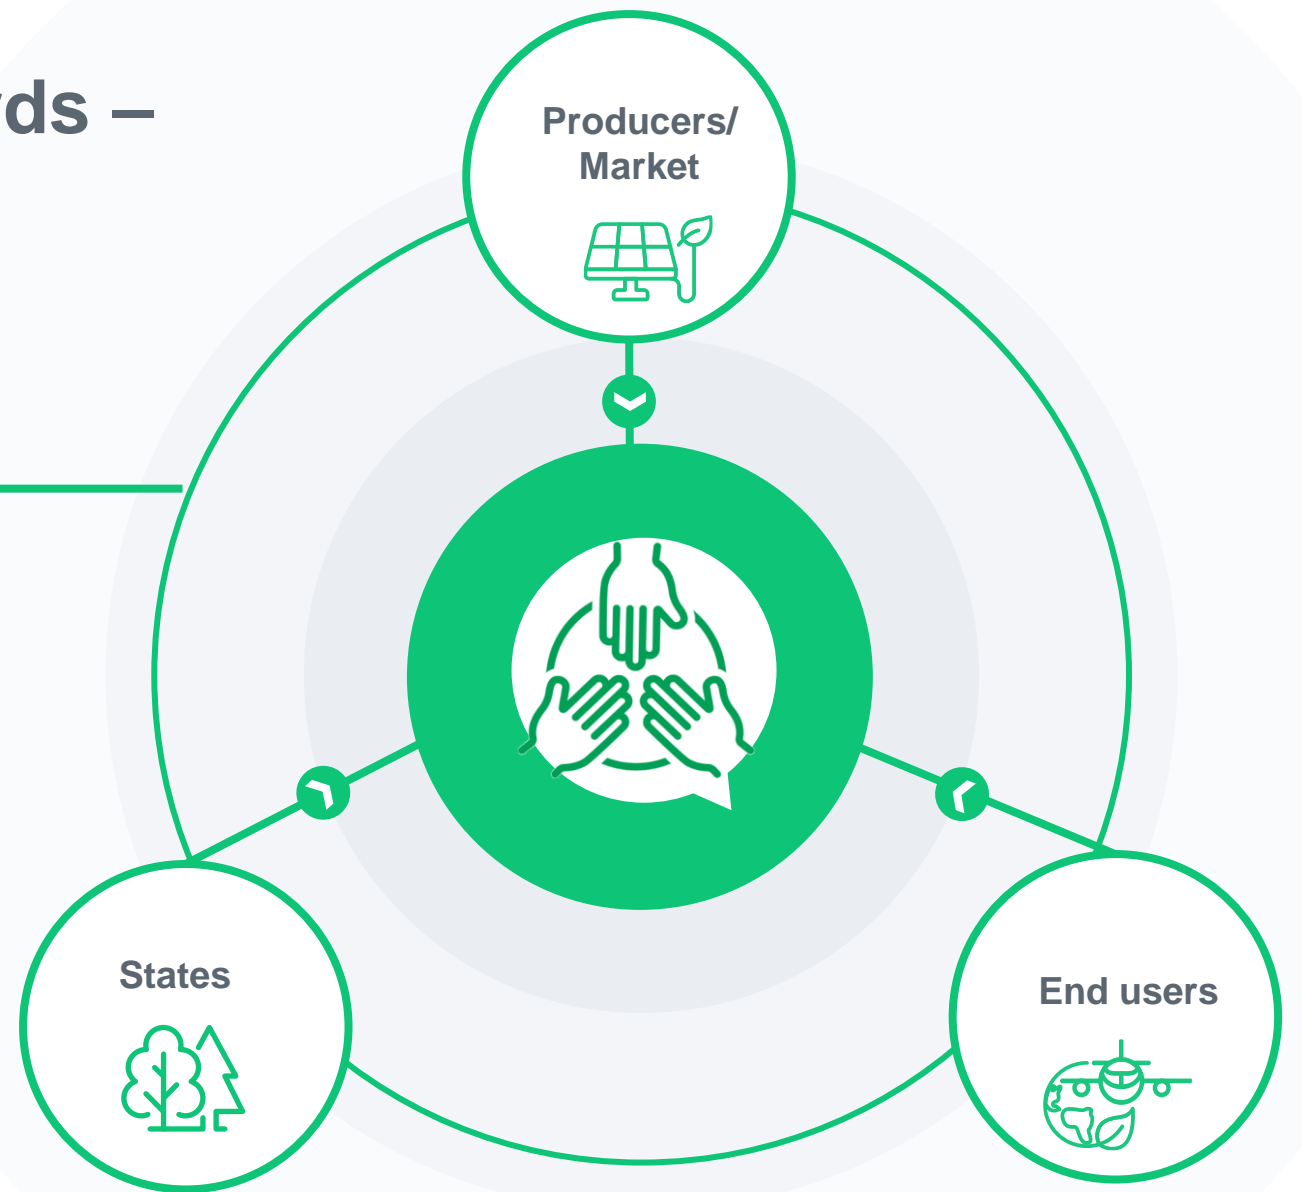 ds –
Producers/
Market
States
End users